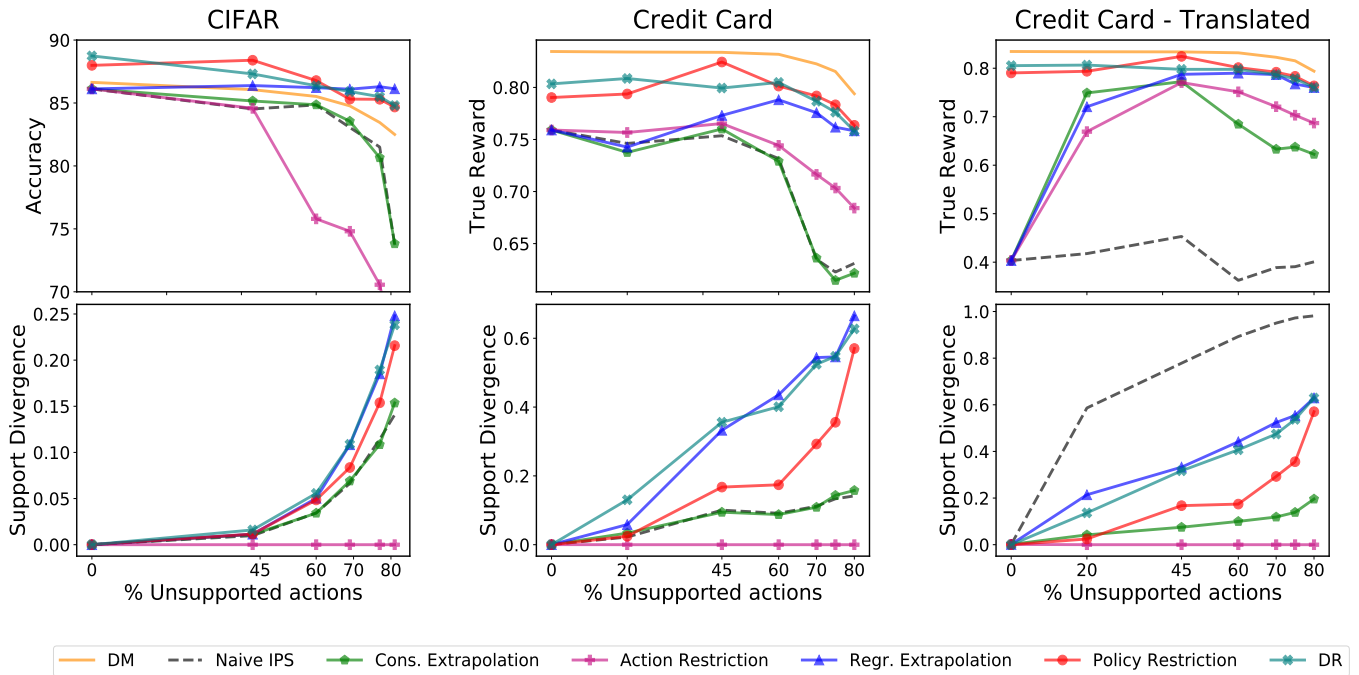 CIFAR
Credit Card
Credit Card - Translated
Accuracy
90
85
80
75
70
True Reward
0.80
0.75
0.70
0.65
True Reward
0.8
0.7
0.6
0.5
0.4
Support Divergence
0.25
0.20
0.15
0.10
0.05
0.00
0 45 60 70 80
% Unsupported actions
Support Divergence
0.6
0.4
0.2
0.0
0 20 45 60 70 80
% Unsupported actions
Support Divergence
1.0
0.8
0.6
0.4
0.2
0.0
0 20 45 60 70 80
% Unsupported actions
DM Naive IPS Cons. Extrapolation Action Restriction Regr. Extrapolation Policy Restriction DR